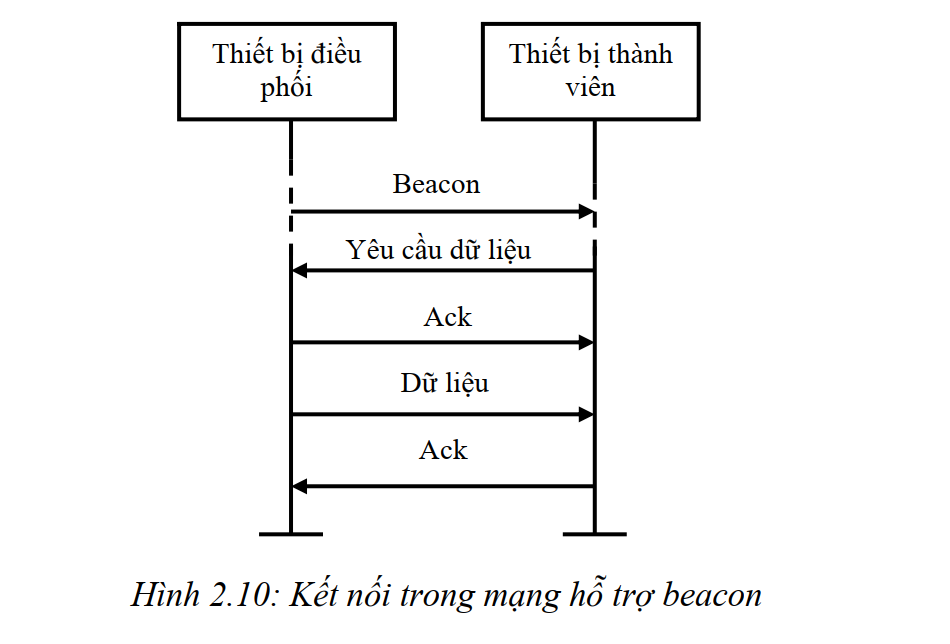 Thiết bị điều
phối
Thiết bị thành
viên
Beacon
Yêu cầu dữ liệu
Ack
Dữ liệu
Ack
Hình 2.10: Kết nối trong mạng hỗ trợ beacon